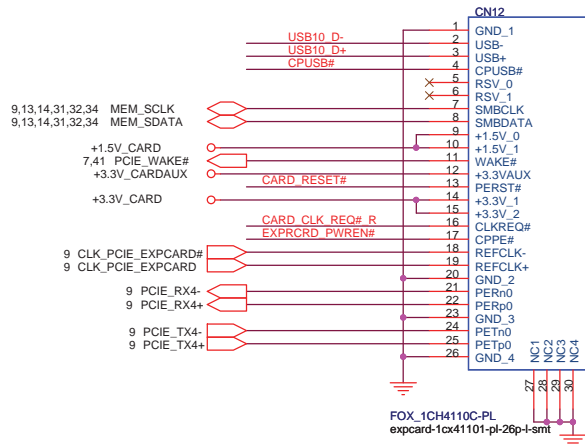 CN12
1 GND_1
USB10_D- 2 USB-
USB10_D+ 3 USB+
CPUSB# 4 CPUSB#
5 RSV_0
6 RSV_1
9,13,14,31,32,34 MEM_SCLK 7 SMBCLK
9,13,14,31,32,34 MEM_SDATA 8 SMBDATA
9 +1.5V_0
+1.5V_CARD 10 +1.5V_1
7,41 PCIE_WAKE# 11 WAKE#
+3.3V_CARDAUX 12 +3.3VAUX
CARD_RESET# 13 PERST#
+3.3V_CARD 14 +3.3V_1
15 +3.3V_2
CARD_CLK_REQ#_R 16 CLKREQ#
EXPRCRD_PWREN# 17 CPPE#
9 CLK_PCIE_EXPCARD# 18 REFCLK-
9 CLK_PCIE_EXPCARD 19 REFCLK+
20 GND_2
9 PCIE_RX4- 21 PERn0
9 PCIE_RX4+ 22 PERp0
23 GND_3
9 PCIE_TX4- 24 PETn0
9 PCIE_TX4+ 25 PETp0
26 GND_4
NC1 NC2 NC3 NC4
27 28 29 30
FOX_1CH4110C-PL
expcard-1cx41101-pl-26p-l-smt